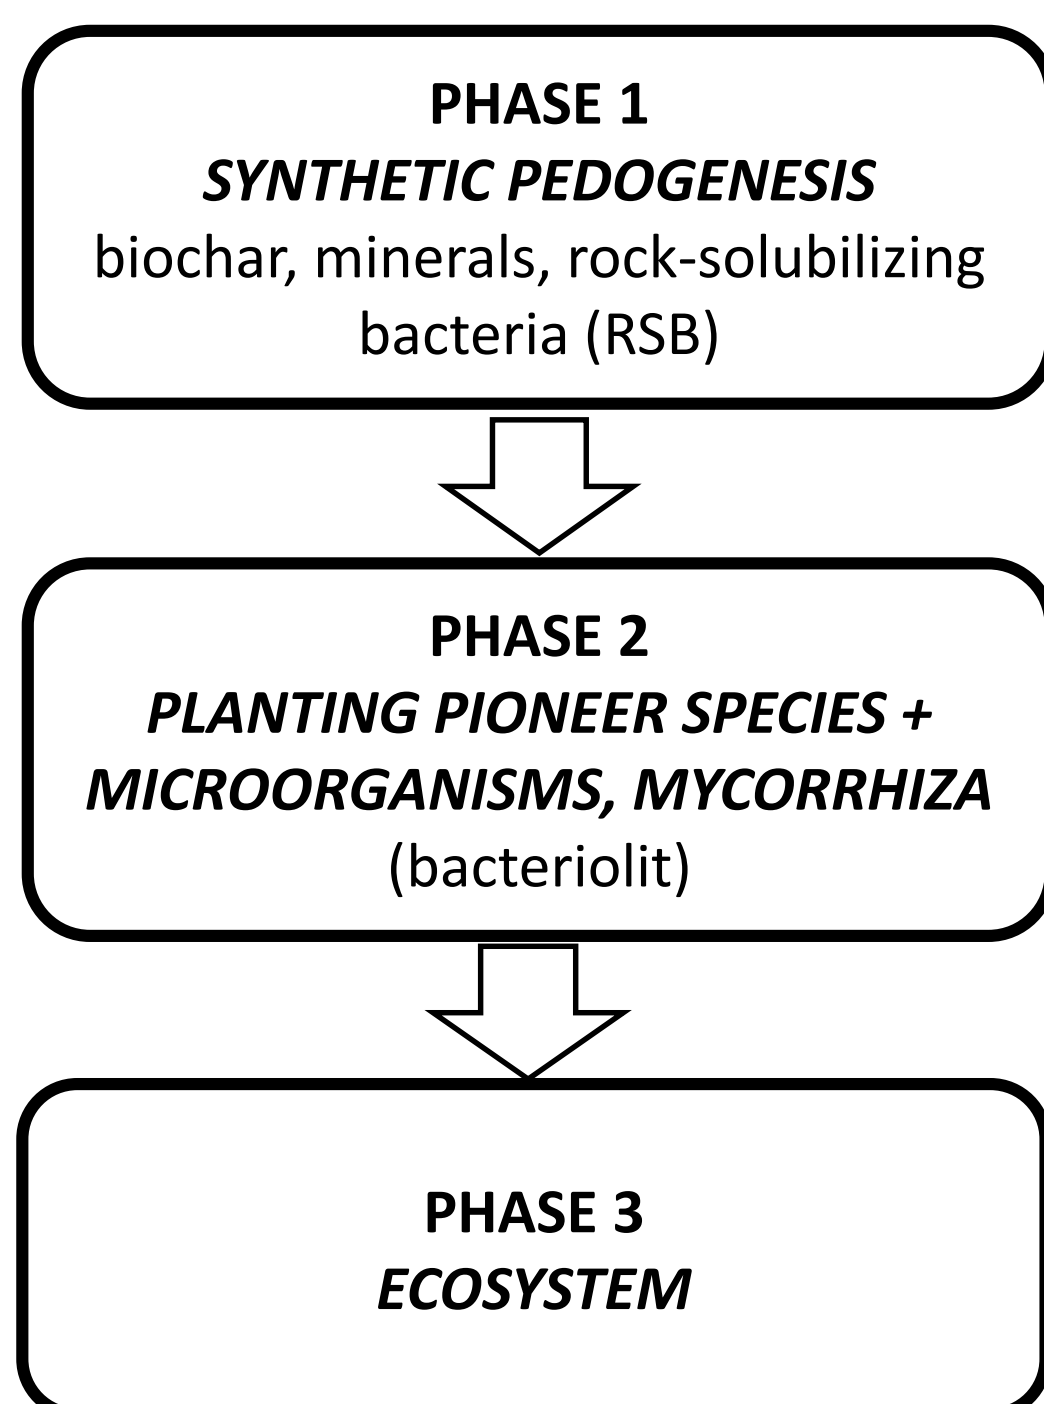 PHASE 1
SYNTHETIC PEDOGENESIS
biochar, minerals, rock-solubilizing
bacteria (RSB)
PHASE 2
PLANTING PIONEER SPECIES +
MICROORGANISMS, MYCORRHIZA
(bacteriolit)
PHASE 3
ECOSYSTEM